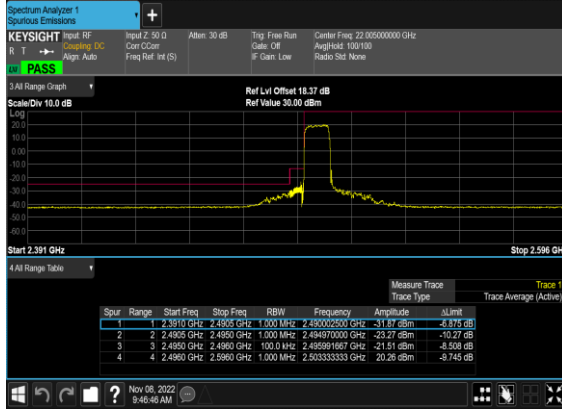 Spectrum Analyzer 1
Spurious Emissions
+
KEYSIGHT Input: RF Input Z: 50 Ω Atten: 30 dB Trig: Free Run Center Freq: 22.005000000 GHz
R T Coupling: DC Corr CCorr Gate: Off Avg|Hold: 100/100
Align: Auto Freq Ref: Int (S) IF Gain: Low Radio Std: None
PASS
3 All Range Graph
Ref Lvl Offset 18.37 dB
Scale/Div 10.0 dB Ref Value 30.00 dBm
Log
20.0
10.0
0.00
-10.0
-20.0
-30.0
-40.0
-50.0
-60.0
Start 2.391 GHz Stop 2.596 GH
4 All Range Table
Measure Trace Trace 1
Trace Type Trace Average (Active)
Spur Range Start Freq Stop Freq RBW Frequency Amplitude ΔLimit
1 1 2.3910 GHz 2.4905 GHz 1.000 MHz 2.490002500 GHz -31.87 dBm -6.875 dB
2 2 2.4905 GHz 2.4950 GHz 1.000 MHz 2.494970000 GHz -23.27 dBm -10.27 dB
3 3 2.4950 GHz 2.4960 GHz 100.0 kHz 2.495991667 GHz -21.51 dBm -8.508 dB
4 4 2.4960 GHz 2.5960 GHz 1.000 MHz 2.503333333 GHz 20.26 dBm -9.745 dB
?
Nov 08, 2022
9:46:46 AM